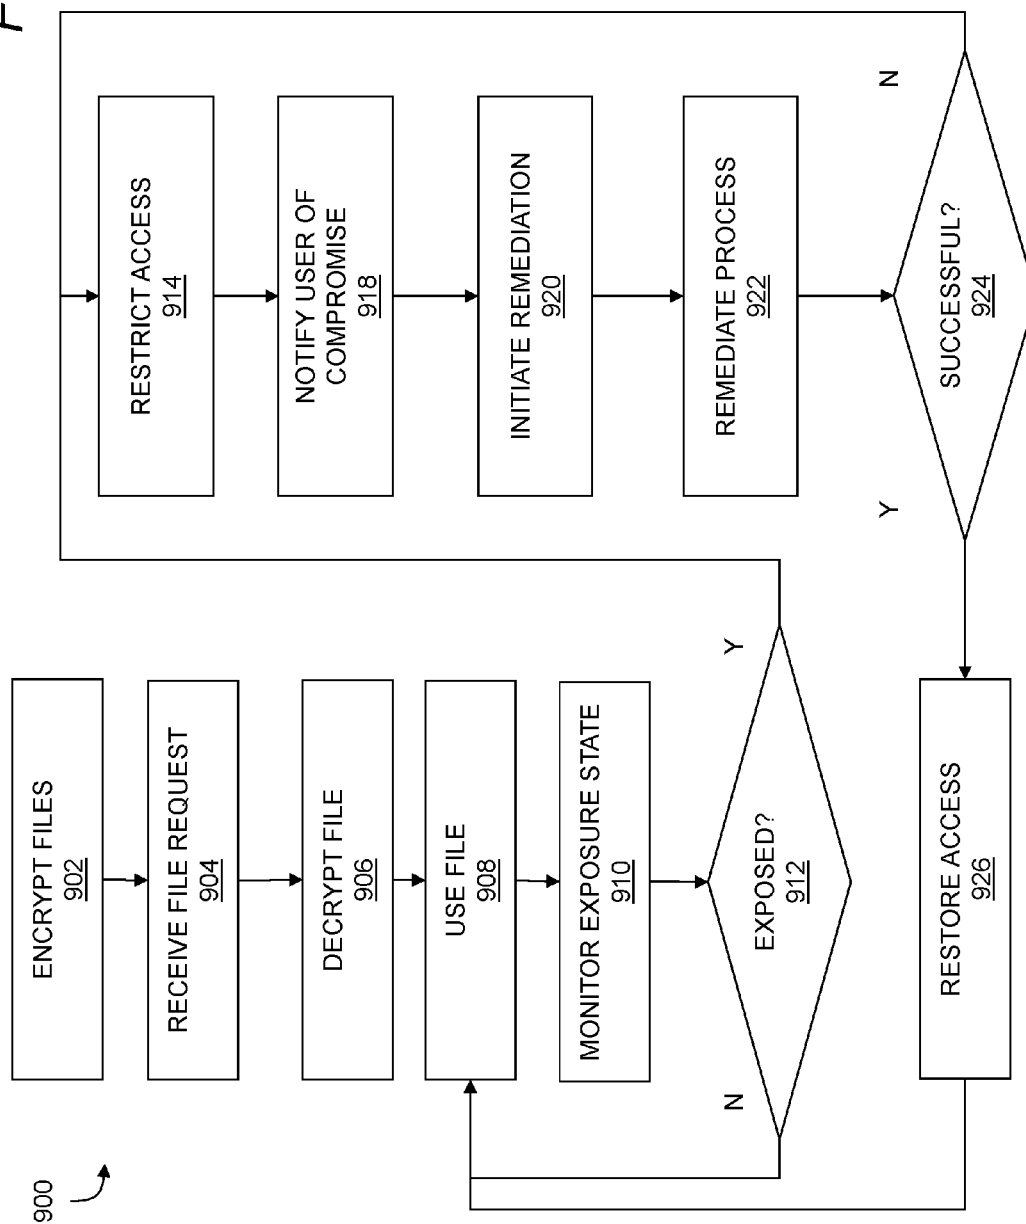 900
ENCRYPT FILES
902
RECEIVE FILE REQUEST
904
DECRYPT FILE
906
USE FILE
908
MONITOR EXPOSURE STATE
910
EXPOSED?
912
N
Y
RESTRICT ACCESS
914
NOTIFY USER OF
COMPROMISE
918
INITIATE REMEDIATION
920
REMEDIATE PROCESS
922
SUCCESSFUL?
924
Y
N
RESTORE ACCESS
926